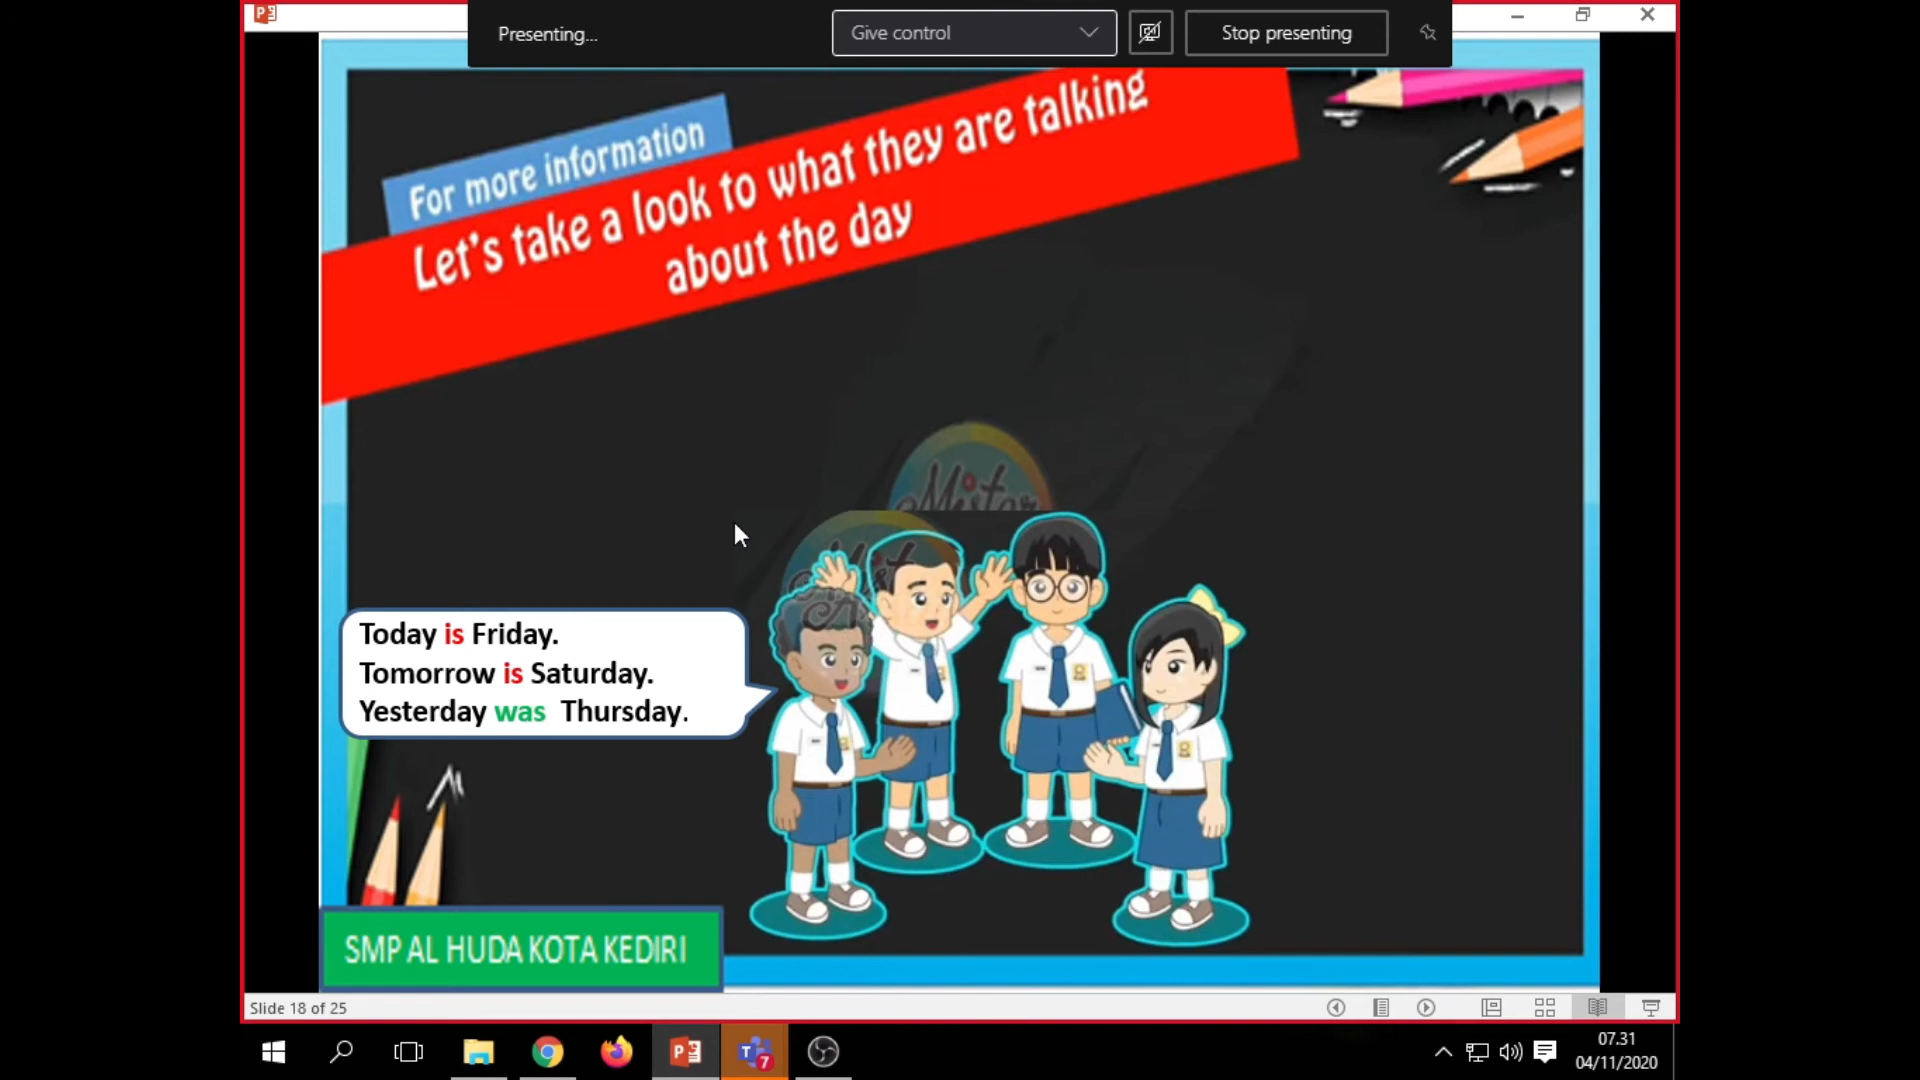 Presenting...
Give control
Stop presenting
For more information
Let's take a look to what they are talking
about the day
Mister
Today is Friday.
Tomorrow is Saturday.
Yesterday was Thursday.
SMP AL HUDA KOTA KEDIRI
Slide 18 of 25
7
07.31
04/11/2020